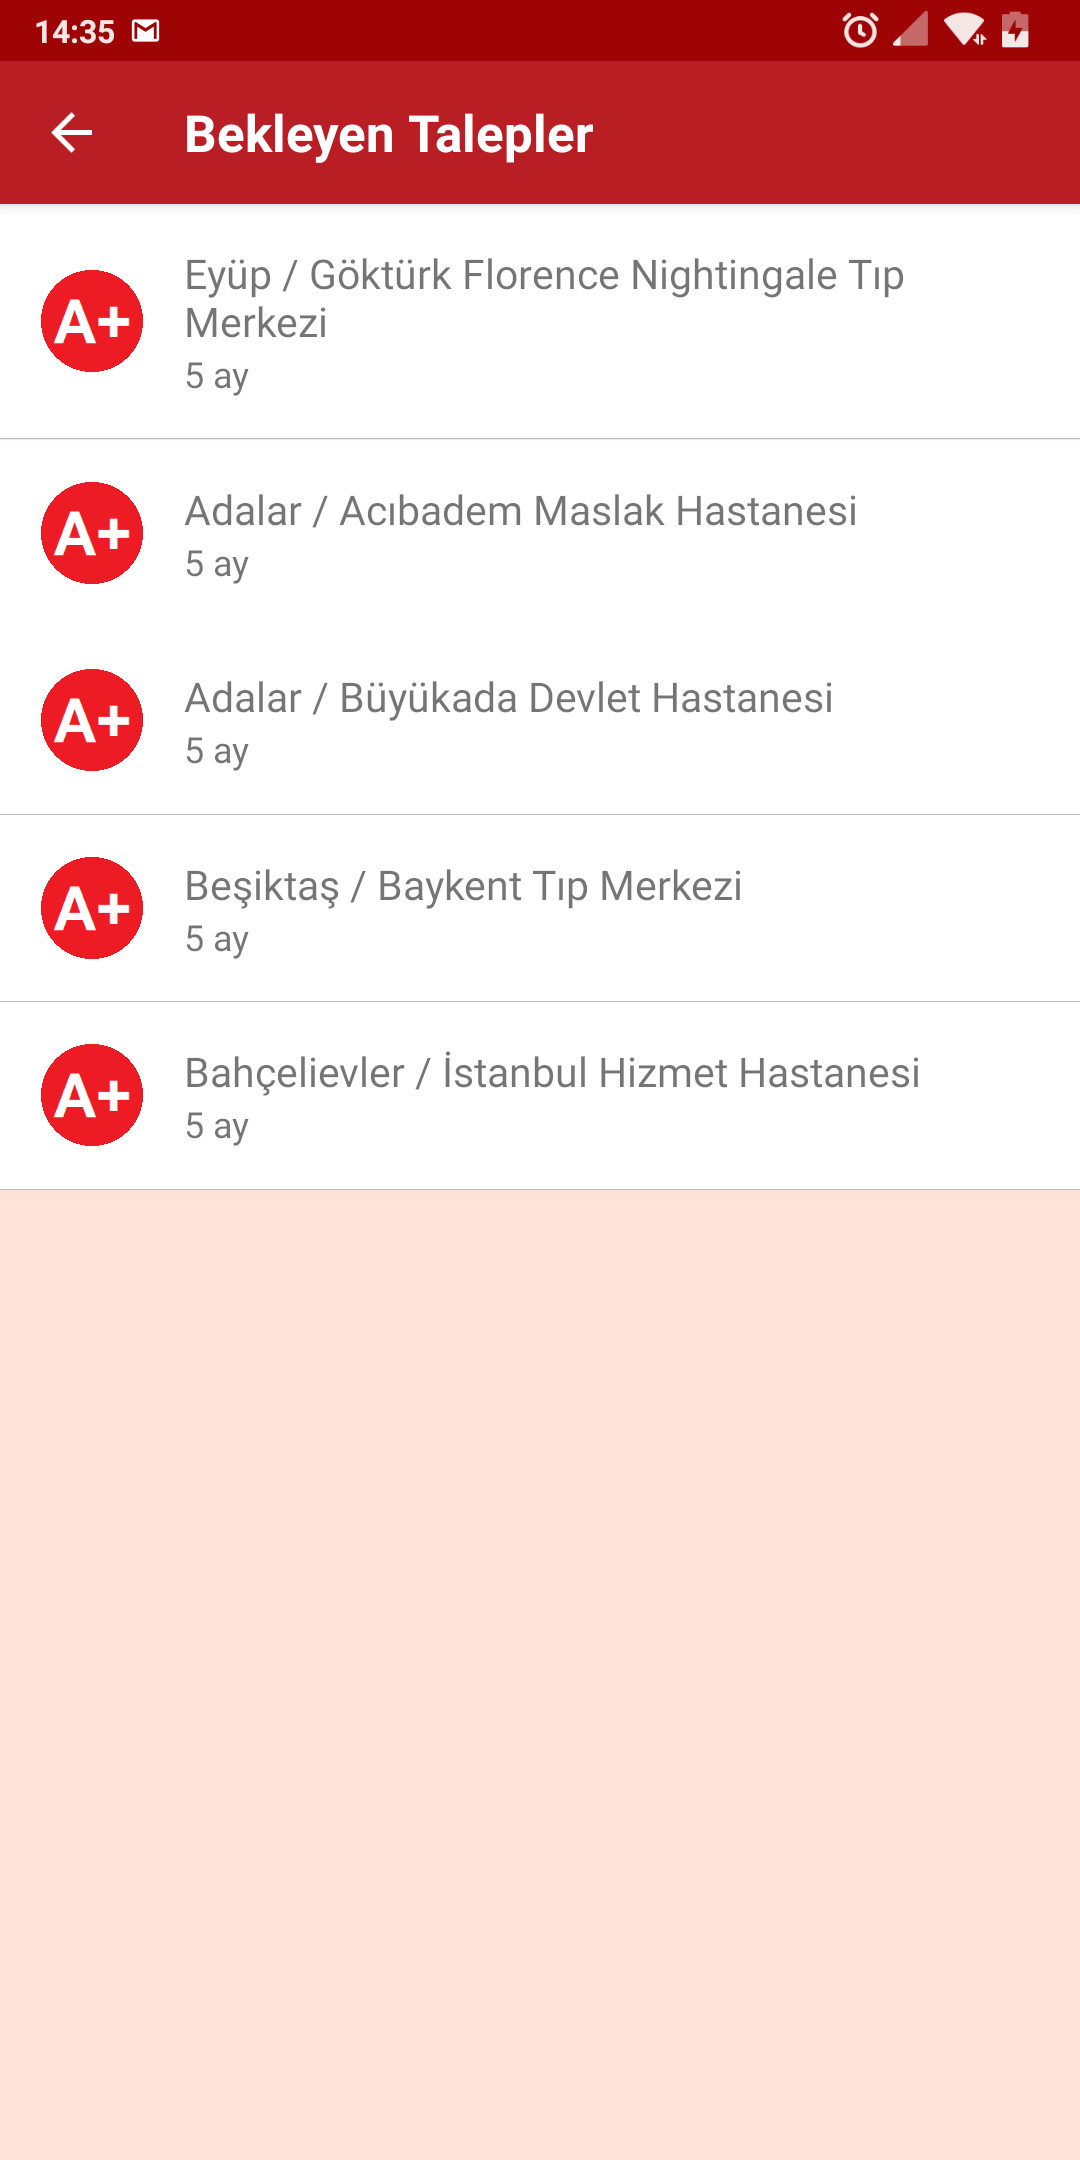 14:35
Bekleyen Talepler
A+
Eyüp / Göktürk Florence Nightingale Tıp
Merkezi
5 ay
A+
Adalar / Acıbadem Maslak Hastanesi
5 ay
A+
Adalar / Büyükada Devlet Hastanesi
5 ay
A+
Beşiktaş / Baykent Tıp Merkezi
5 ay
A+
Bahçelievler / İstanbul Hizmet Hastanesi
5 ay